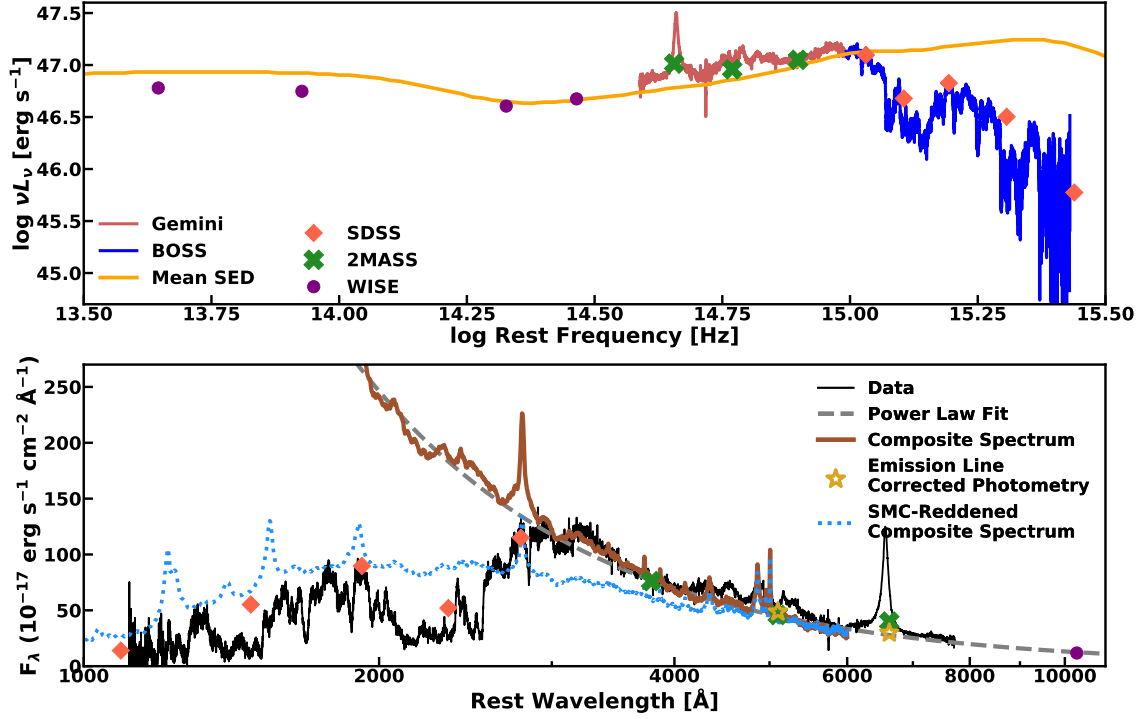 47.5
47.0
46.5
46.0
45.5
45.0
log νLν [erg s⁻¹]
Gemini
BOSS
Mean SED
SDSS
2MASS
WISE
13.50 13.75 14.00 14.25 14.50 14.75 15.00 15.25 15.50
log Rest Frequency [Hz]
250
200
150
100
50
0
Fλ (10⁻¹⁷ erg s⁻¹ cm⁻² Å⁻¹)
Data
Power Law Fit
Composite Spectrum
Emission Line
Corrected Photometry
SMC-Reddened
Composite Spectrum
1000 2000 4000 6000 10000
Rest Wavelength [Å]